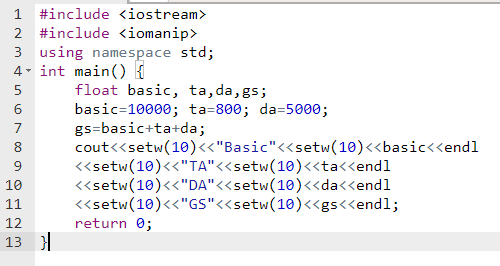 1 #include <iostream>
2 #include <iomanip>
3 using namespace std;
4 int main() {
5     float basic, ta,da,gs;
6     basic=10000; ta=800; da=5000;
7     gs=basic+ta+da;
8     cout<<setw(10)<<"Basic"<<setw(10)<<basic<<endl
9     <<setw(10)<<"TA"<<setw(10)<<ta<<endl
10     <<setw(10)<<"DA"<<setw(10)<<da<<endl
11     <<setw(10)<<"GS"<<setw(10)<<gs<<endl;
12     return 0;
13 }